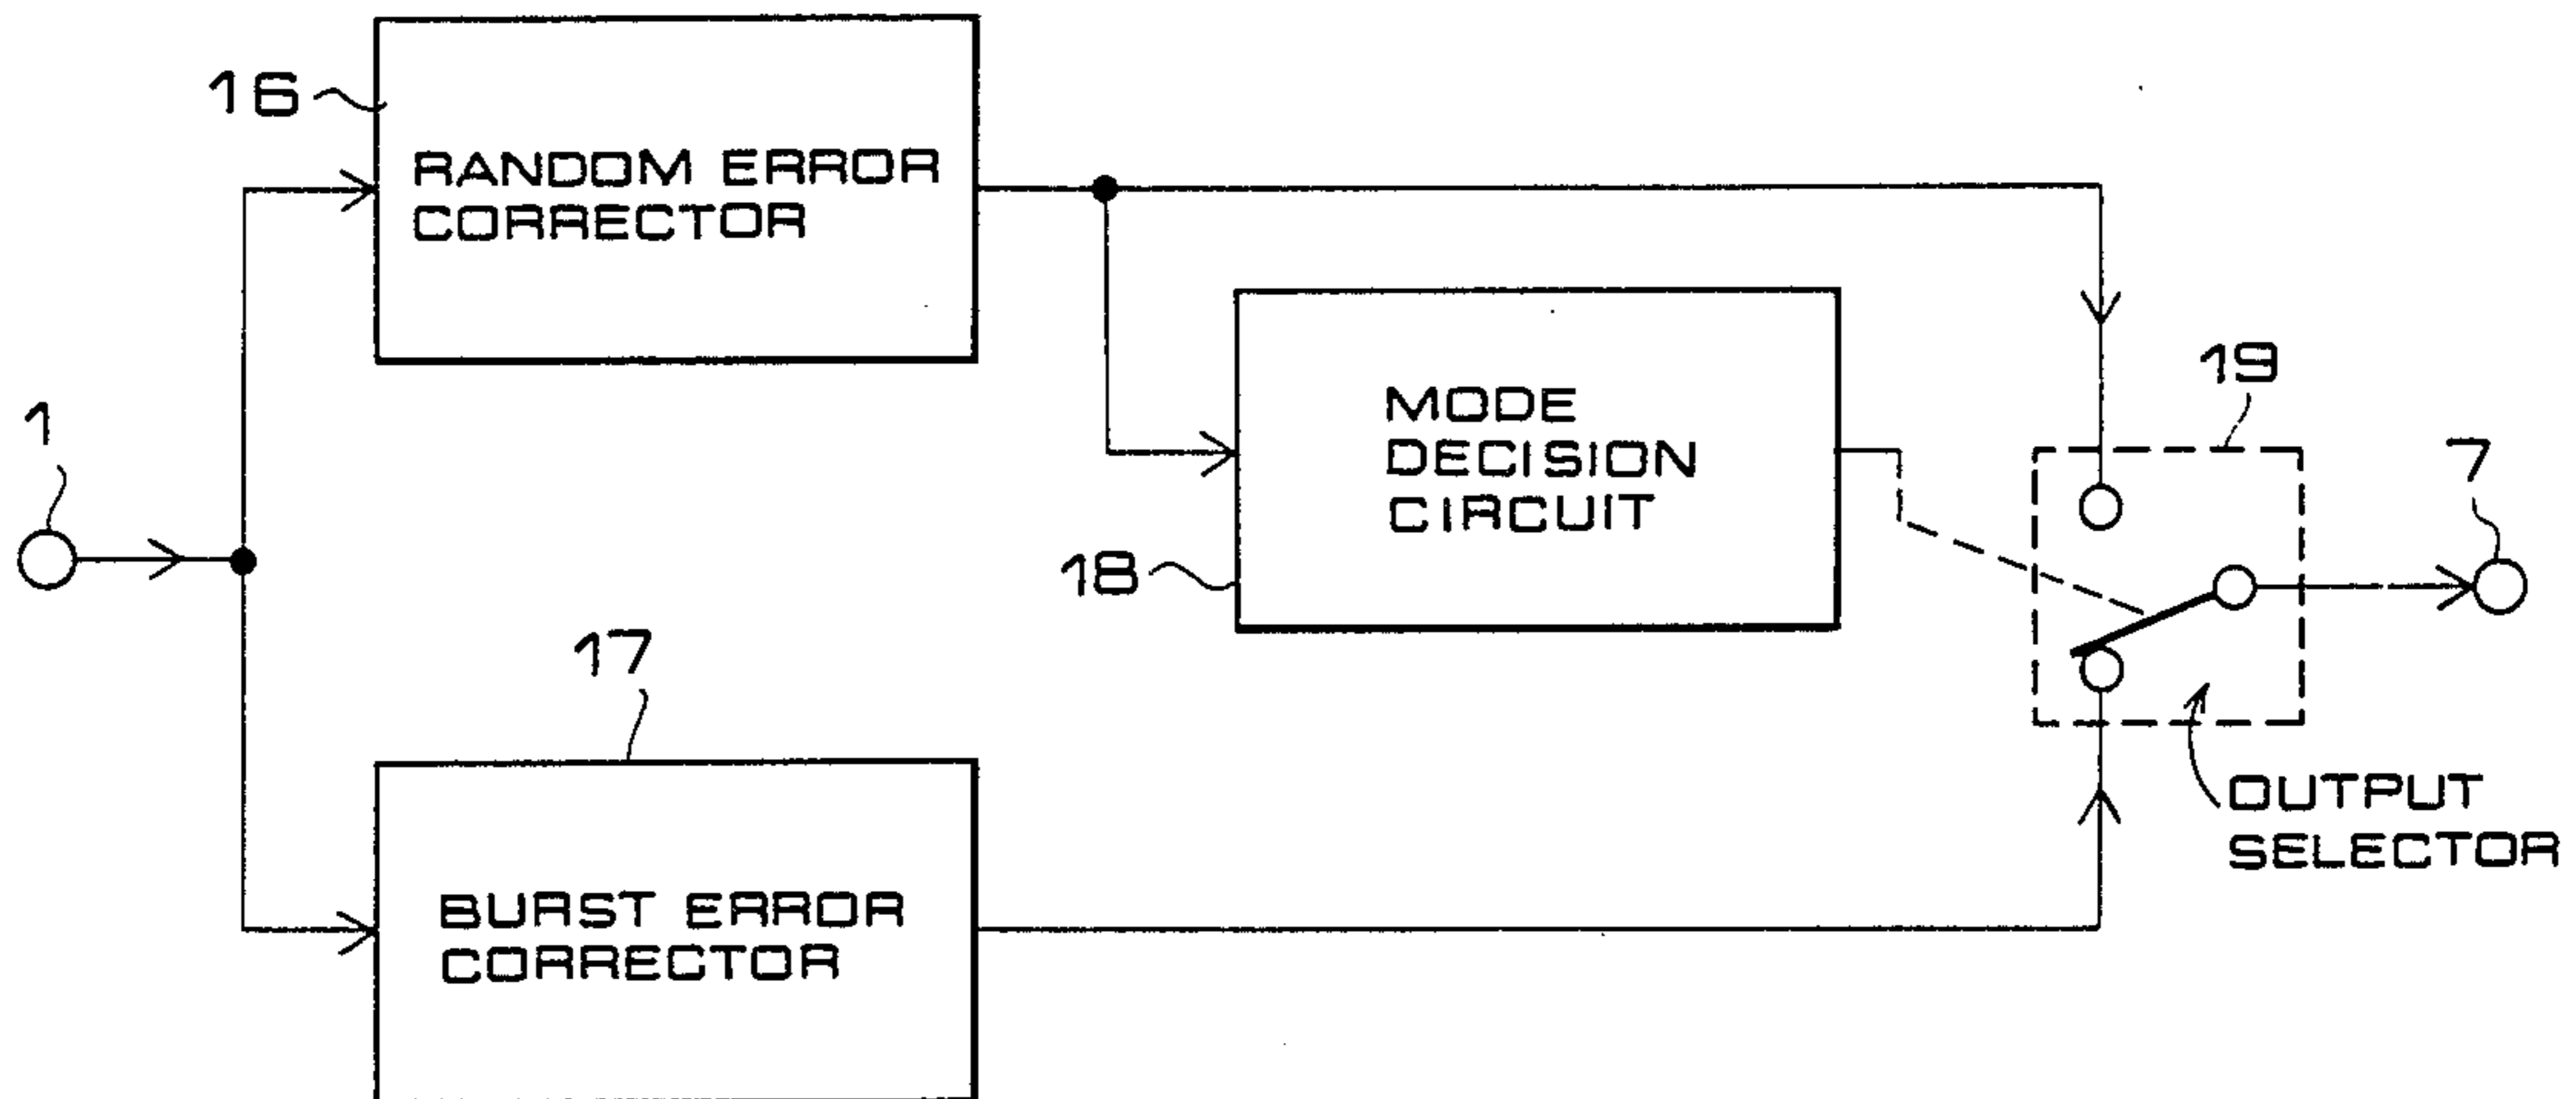 16
RANDOM ERROR
CORRECTOR
1
MODE
DECISION
CIRCUIT
18
19
7
17
BURST ERROR
CORRECTOR
OUTPUT
SELECTOR